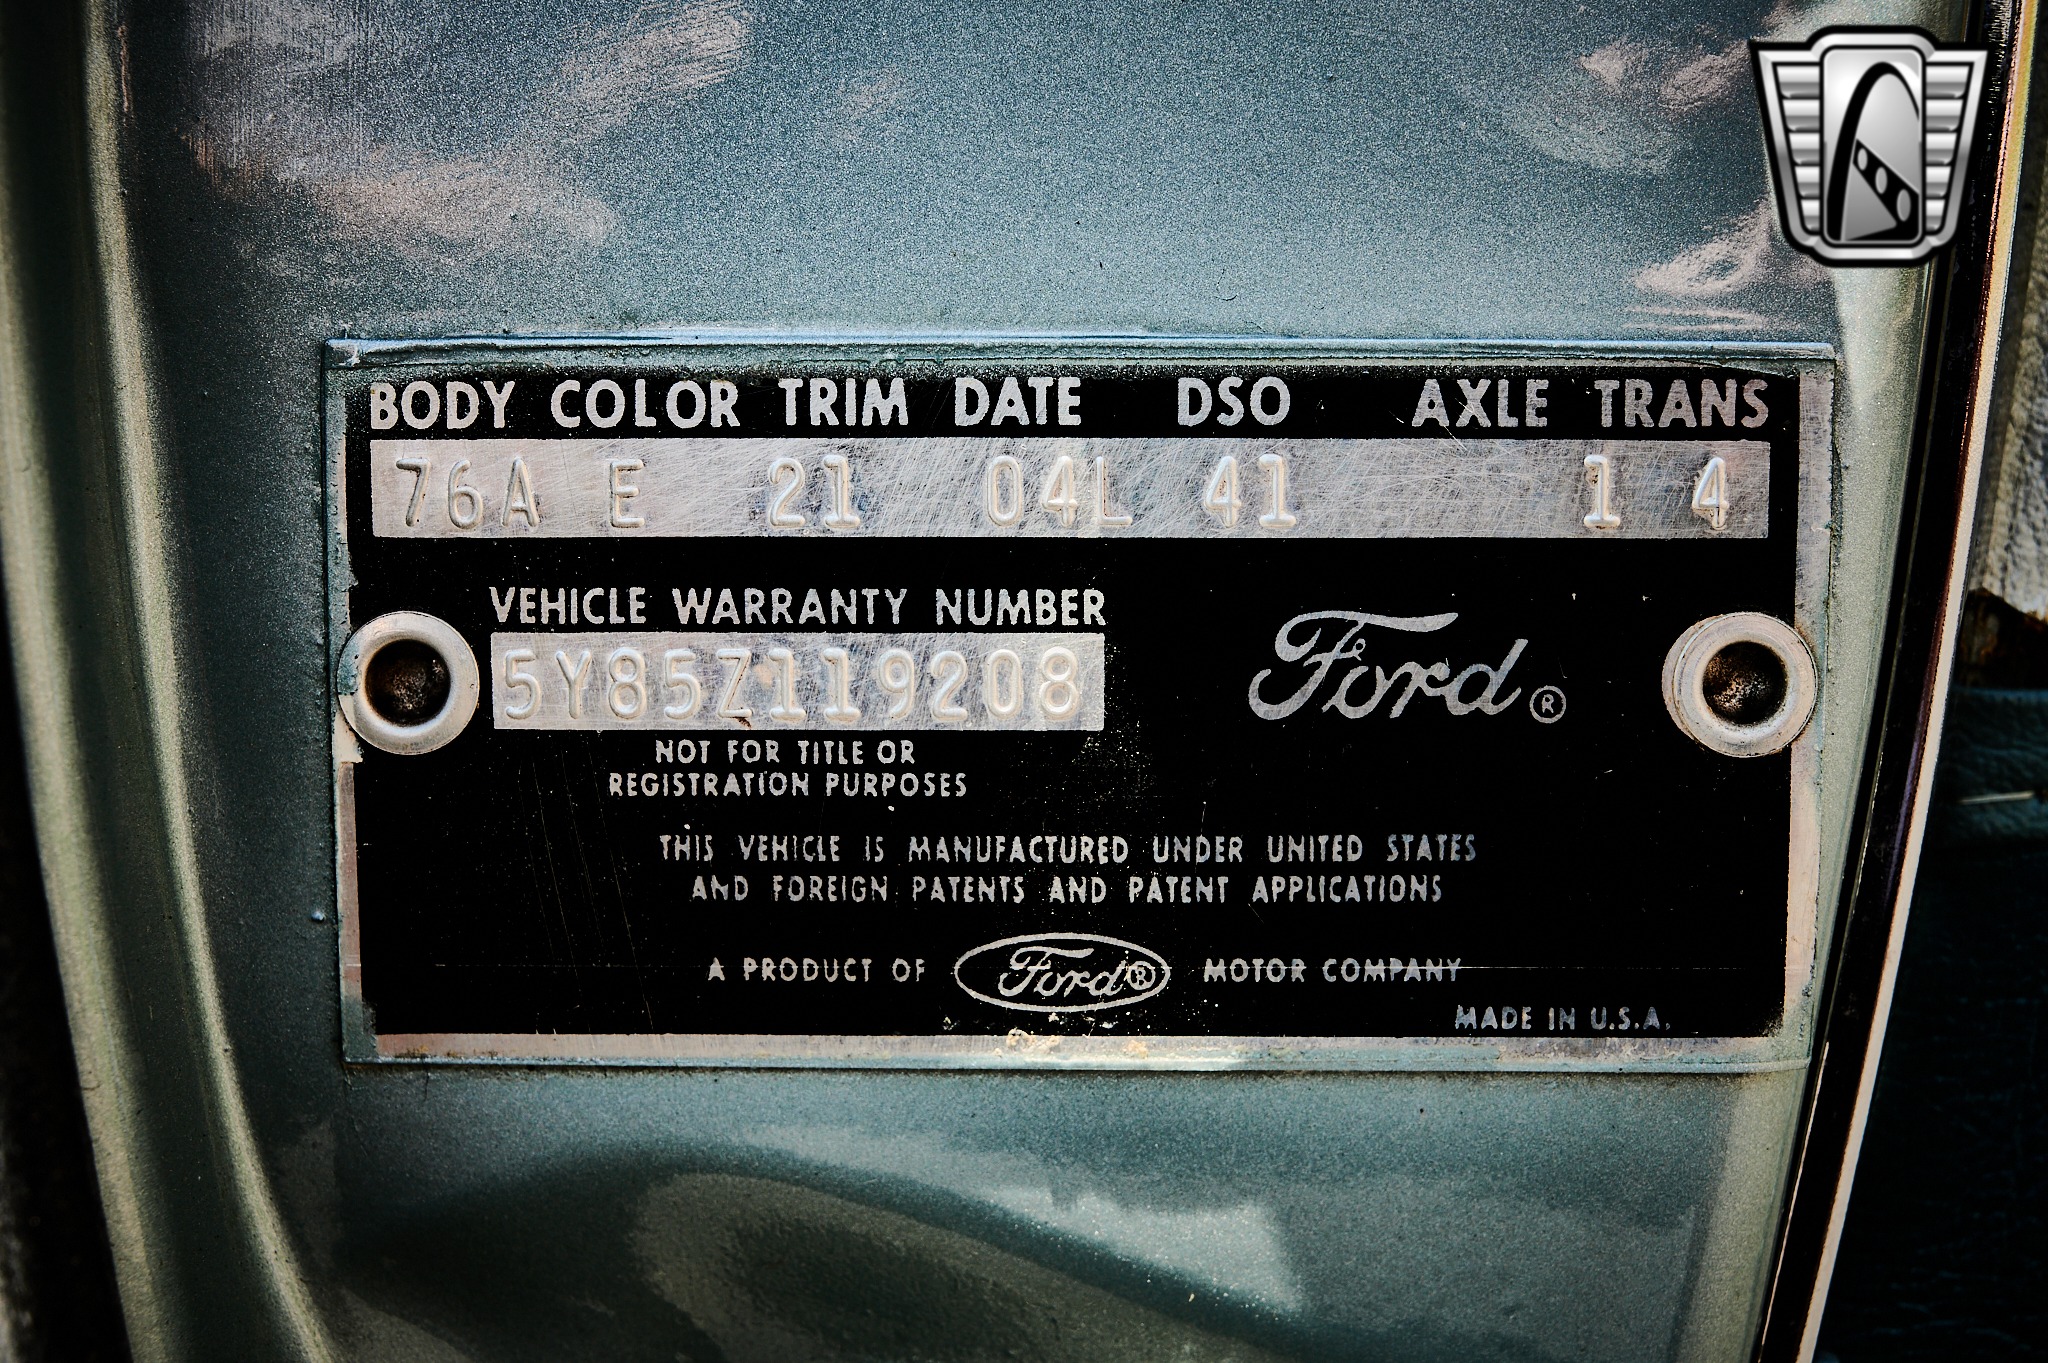 BODY COLOR TRIM DATE DSO AXLE TRANS
76A E 21 04L 41 1 4
VEHICLE WARRANTY NUMBER
5Y85Z119208
Ford ®
NOT FOR TITLE OR
REGISTRATION PURPOSES
THIS VEHICLE IS MANUFACTURED UNDER UNITED STATES
AND FOREIGN PATENTS AND PATENT APPLICATIONS
A PRODUCT OF Ford ® MOTOR COMPANY
MADE IN U.S.A.